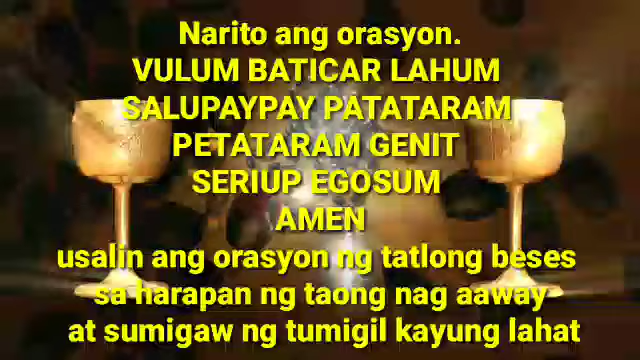 Narito ang orasyon.
VULUM BATICAR LAHUM
SALUPAYPAY PATATARAM
PETATARAM GENIT
SERIUP EGOSUM
AMEN
usalin ang orasyon ng tatlong beses
sa harapan ng taong nag aaway
at sumigaw ng tumigil kayung lahat